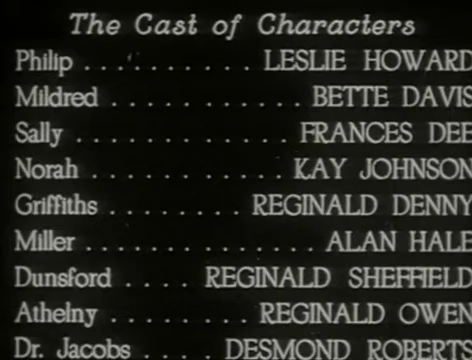 The Cast of Characters
Philip . . . . . . . . . . LESLIE HOWARD
Mildred . . . . . . . . . . . . BETTE DAVIS
Sally . . . . . . . . . . . . . FRANCES DEE
Norah . . . . . . . . . . . . KAY JOHNSON
Griffiths . . . . . . . . REGINALD DENNY
Miller . . . . . . . . . . . . . . ALAN HALE
Dunsford . . . . . REGINALD SHEFFIELD
Athelny . . . . . . . . . REGINALD OWEN
Dr. Jacobs . . . . . DESMOND ROBERTS